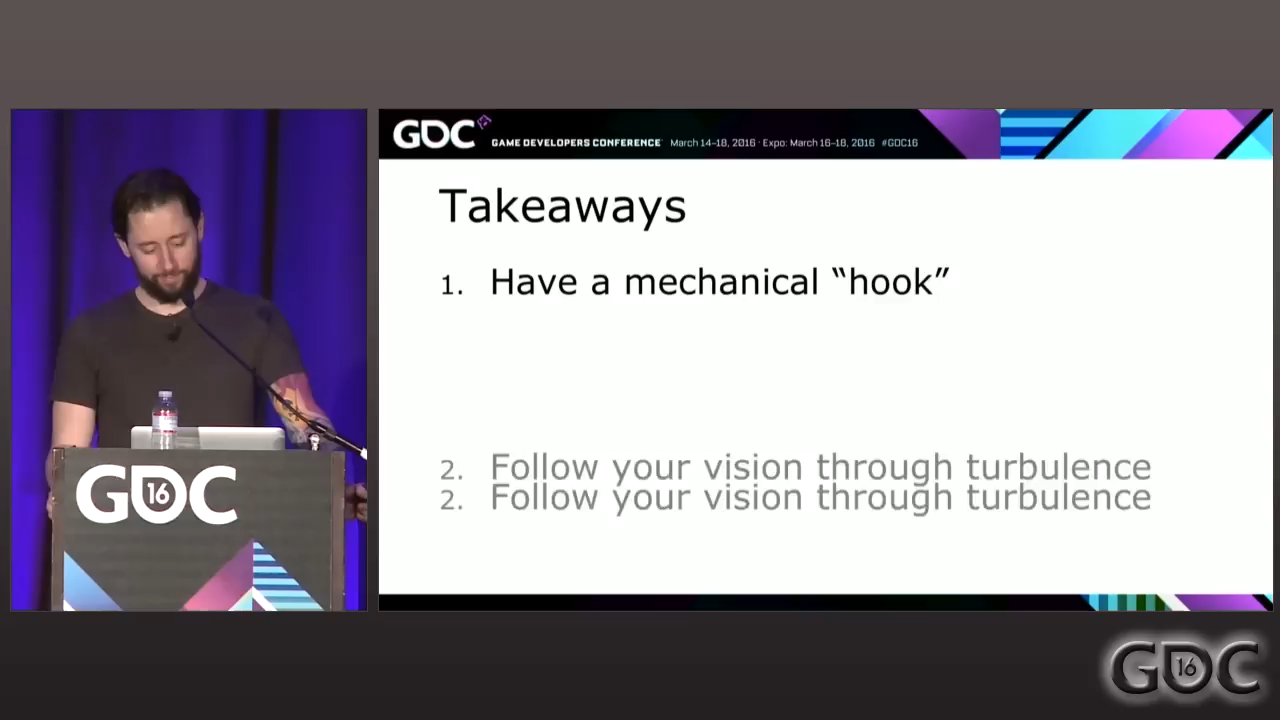 GDC
GAME DEVELOPERS CONFERENCE March 14–18, 2016 · Expo: March 16–18, 2016 #GDC16
Takeaways
1. Have a mechanical “hook”
2. Follow your vision through turbulence
2. Follow your vision through turbulence
GDC 16
GDC 16